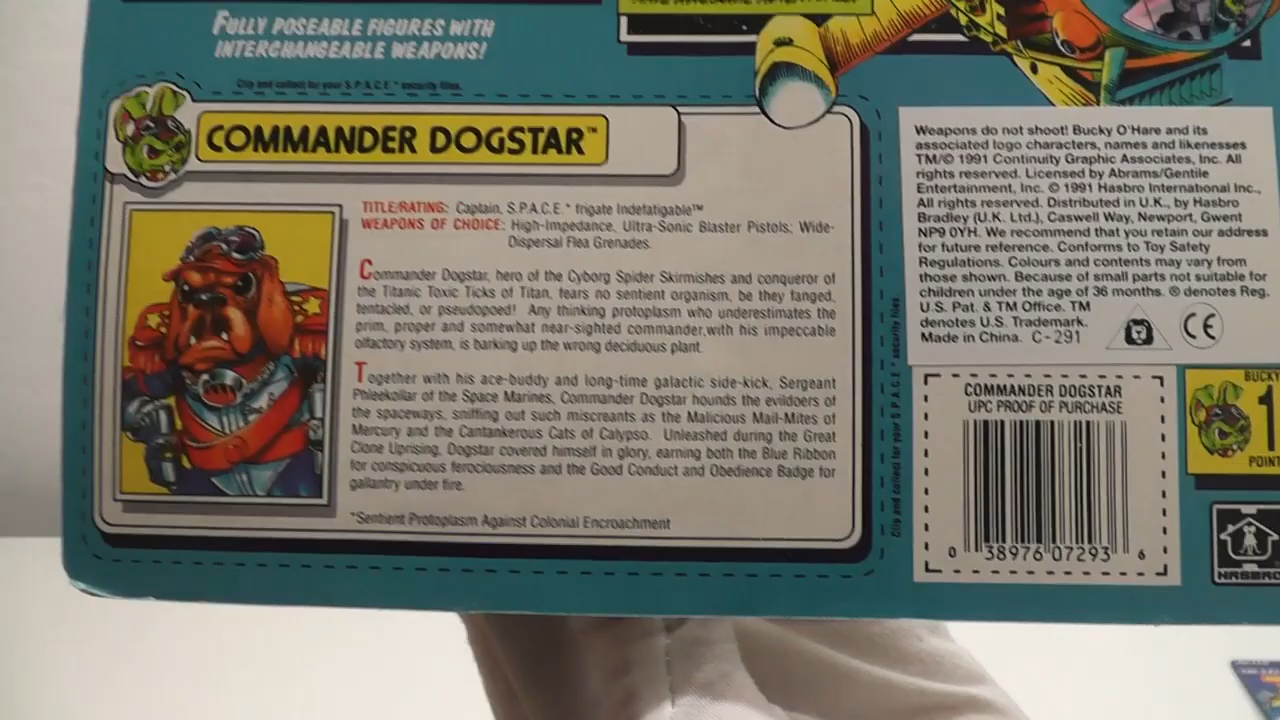 FULLY POSEABLE FIGURES WITH
INTERCHANGEABLE WEAPONS!
Clip and collect for your S.P.A.C.E.* security files.
COMMANDER DOGSTAR™
TITLE/RATING: Captain, S.P.A.C.E.* frigate Indefatigable™
WEAPONS OF CHOICE: High-Impedance, Ultra-Sonic Blaster Pistols; Wide-
Dispersal Flea Grenades.
Commander Dogstar, hero of the Cyborg Spider Skirmishes and conqueror of
the Titanic Toxic Ticks of Titan, fears no sentient organism, be they fanged,
tentacled, or pseudopoed! Any thinking protoplasm who underestimates the
prim, proper and somewhat near-sighted commander,with his impeccable
olfactory system, is barking up the wrong deciduous plant.
Together with his ace-buddy and long-time galactic side-kick, Sergeant
Phleekollar of the Space Marines, Commander Dogstar hounds the evildoers of
the spaceways, sniffing out such miscreants as the Malicious Mail-Mites of
Mercury and the Cantankerous Cats of Calypso. Unleashed during the Great
Clone Uprising, Dogstar covered himself in glory, earning both the Blue Ribbon
for conspicuous ferociousness and the Good Conduct and Obedience Badge for
gallantry under fire.
*Sentient Protoplasm Against Colonial Encroachment
Clip and collect for your S.P.A.C.E.* security files
Weapons do not shoot! Bucky O'Hare and its
associated logo characters, names and likenesses
TM/© 1991 Continuity Graphic Associates, Inc. All
rights reserved. Licensed by Abrams/Gentile
Entertainment, Inc. © 1991 Hasbro International Inc.,
All rights reserved. Distributed in U.K., by Hasbro
Bradley (U.K. Ltd.), Caswell Way, Newport, Gwent
NP9 0YH. We recommend that you retain our address
for future reference. Conforms to Toy Safety
Regulations. Colours and contents may vary from
those shown. Because of small parts not suitable for
children under the age of 36 months. ® denotes Reg.
U.S. Pat. & TM Office. TM
denotes U.S. Trademark.
Made in China. C-291
CE
COMMANDER DOGSTAR
UPC PROOF OF PURCHASE
0 38976 07293 6
BUCKY
1
POINT
HASBRO